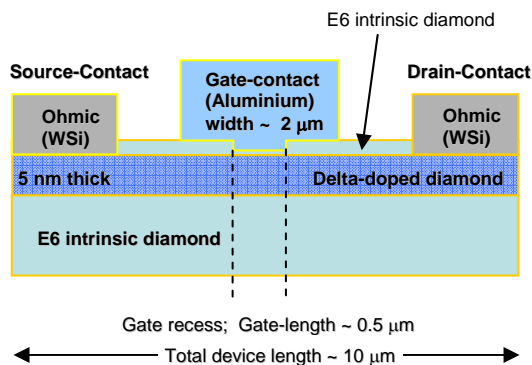 E6 intrinsic diamond
Source-Contact
Gate-contact
(Aluminium)
width ~ 2 μm
Drain-Contact
Ohmic
(WSi)
Ohmic
(WSi)
5 nm thick
Delta-doped diamond
E6 intrinsic diamond
Gate recess; Gate-length ~ 0.5 μm
Total device length ~ 10 μm